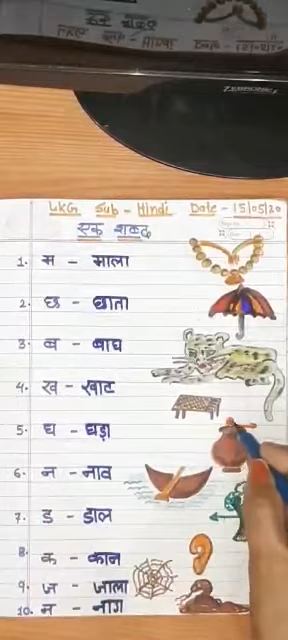 LKG Sub - Hindi Date - 15/05/20
एक शब्द
1. म - माला
2. छ - छाता
3. ब - बाघ
4. ख - खाट
5. घ - घड़ा
6. न - नाव
7. ड - डाल
8. क - कान
9. ज - जाला
10. न - नाग